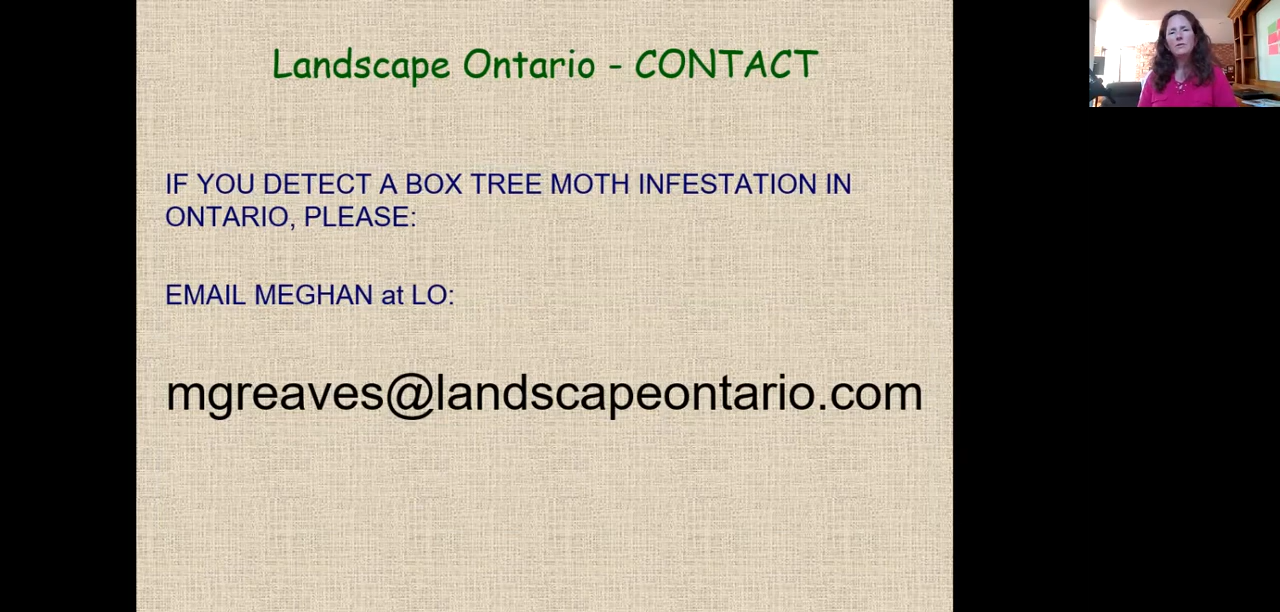 Landscape Ontario - CONTACT
IF YOU DETECT A BOX TREE MOTH INFESTATION IN
ONTARIO, PLEASE:
EMAIL MEGHAN at LO:
mgreaves@landscapeontario.com